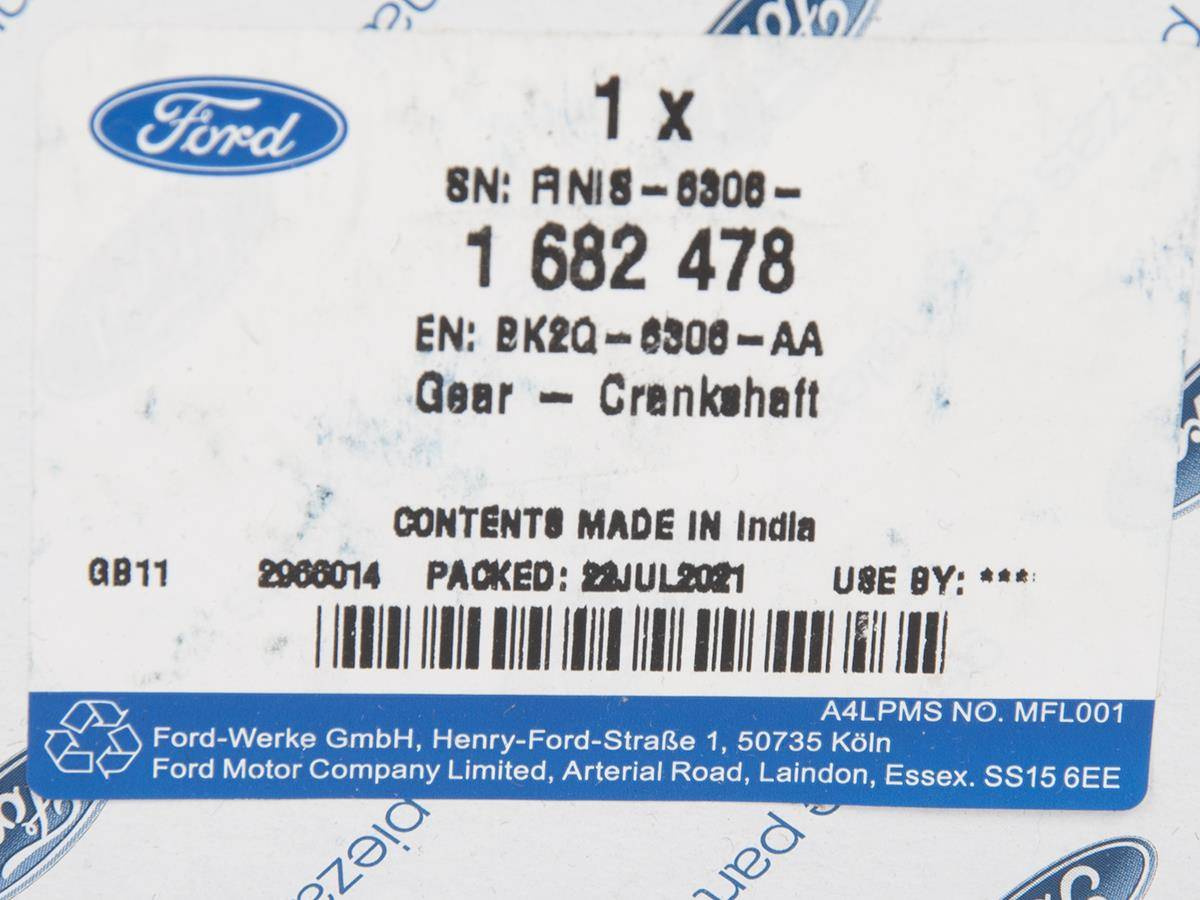 Ford
1 x
SN: FINIS-6306-
1 682 478
EN: BK2Q-6306-AA
Gear - Crankshaft
CONTENTS MADE IN India
GB11 2966014 PACKED: 22JUL2021 USE BY: ***
A4LPMS NO. MFL001
Ford-Werke GmbH, Henry-Ford-Straße 1, 50735 Köln
Ford Motor Company Limited, Arterial Road, Laindon, Essex. SS15 6EE